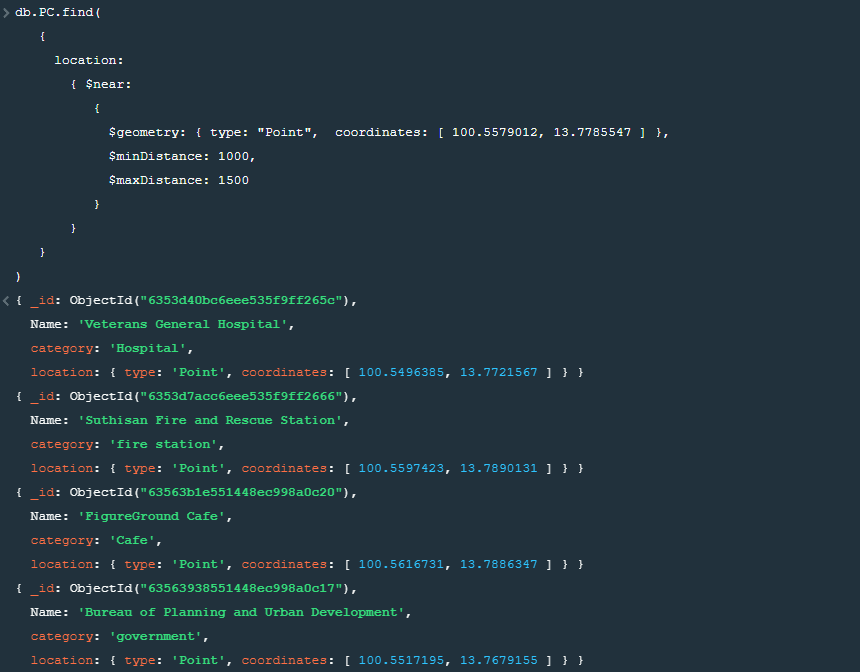 db.PC.find(
{
location:
{ $near:
{
$geometry: { type: "Point",  coordinates: [ 100.5579012, 13.7785547 ] },
$minDistance: 1000,
$maxDistance: 1500
}
}
}
)
{ _id: ObjectId("6353d40bc6eee535f9ff265c"),
Name: 'Veterans General Hospital',
category: 'Hospital',
location: { type: 'Point', coordinates: [ 100.5496385, 13.7721567 ] } }
{ _id: ObjectId("6353d7acc6eee535f9ff2666"),
Name: 'Suthisan Fire and Rescue Station',
category: 'fire station',
location: { type: 'Point', coordinates: [ 100.5597423, 13.7890131 ] } }
{ _id: ObjectId("63563b1e551448ec998a0c20"),
Name: 'FigureGround Cafe',
category: 'Cafe',
location: { type: 'Point', coordinates: [ 100.5616731, 13.7886347 ] } }
{ _id: ObjectId("63563938551448ec998a0c17"),
Name: 'Bureau of Planning and Urban Development',
category: 'government',
location: { type: 'Point', coordinates: [ 100.5517195, 13.7679155 ] } }